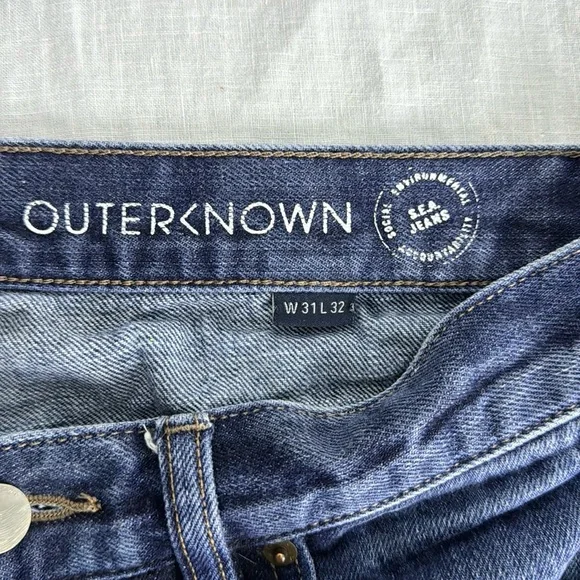 OUTERKNOWN
SOCIAL ENVIRONMENTAL ACCOUNTABILITY
S.E.A.
JEANS
W 31 L 32